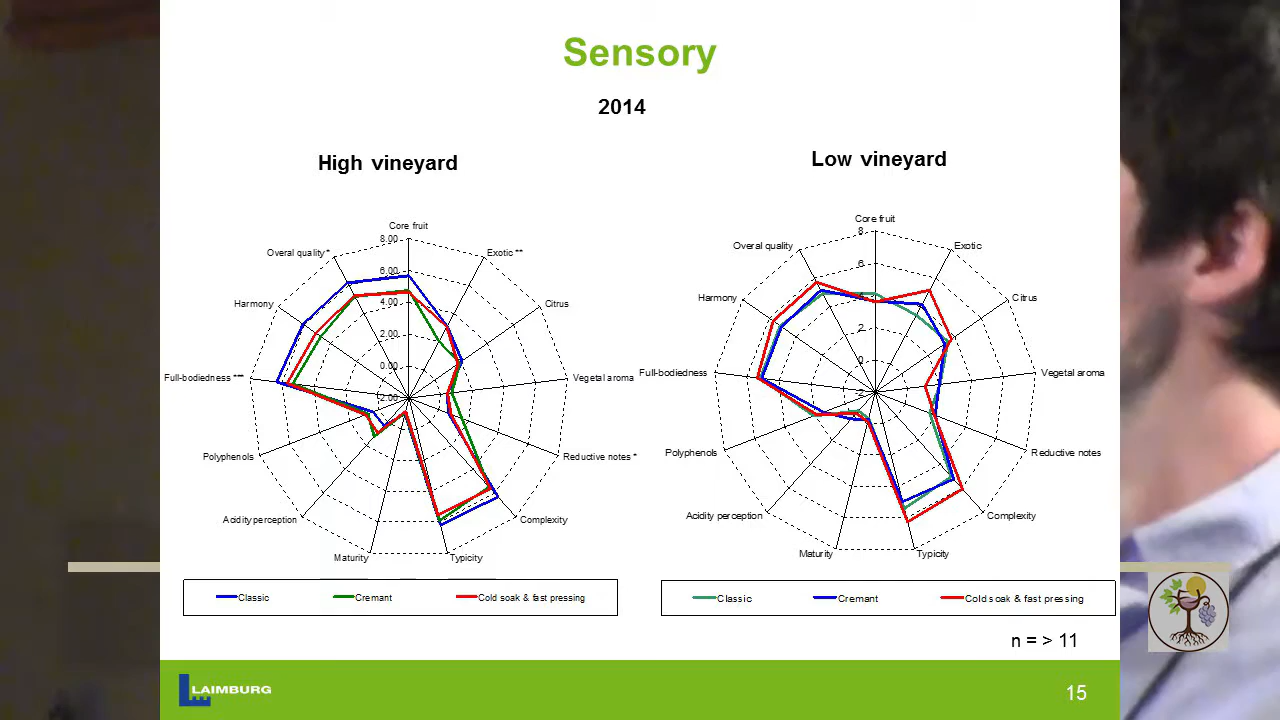 Sensory
2014
High vineyard
Low vineyard
Core fruit
8.00
6.00
4.00
2.00
0.00
2.00
Exotic **
Citrus
Vegetal aroma
Reductive notes *
Complexity
Typicity
Maturity
Acidity perception
Polyphenols
Full-bodiedness ***
Harmony
Overal quality *
Classic
Cremant
Cold soak & fast pressing
Core fruit
8
6
4
2
0
Exotic
Citrus
Vegetal aroma
Reductive notes
Complexity
Typicity
Maturity
Acidity perception
Polyphenols
Full-bodiedness
Harmony
Overal quality
Classic
Cremant
Cold soak & fast pressing
n = > 11
LAIMBURG
15